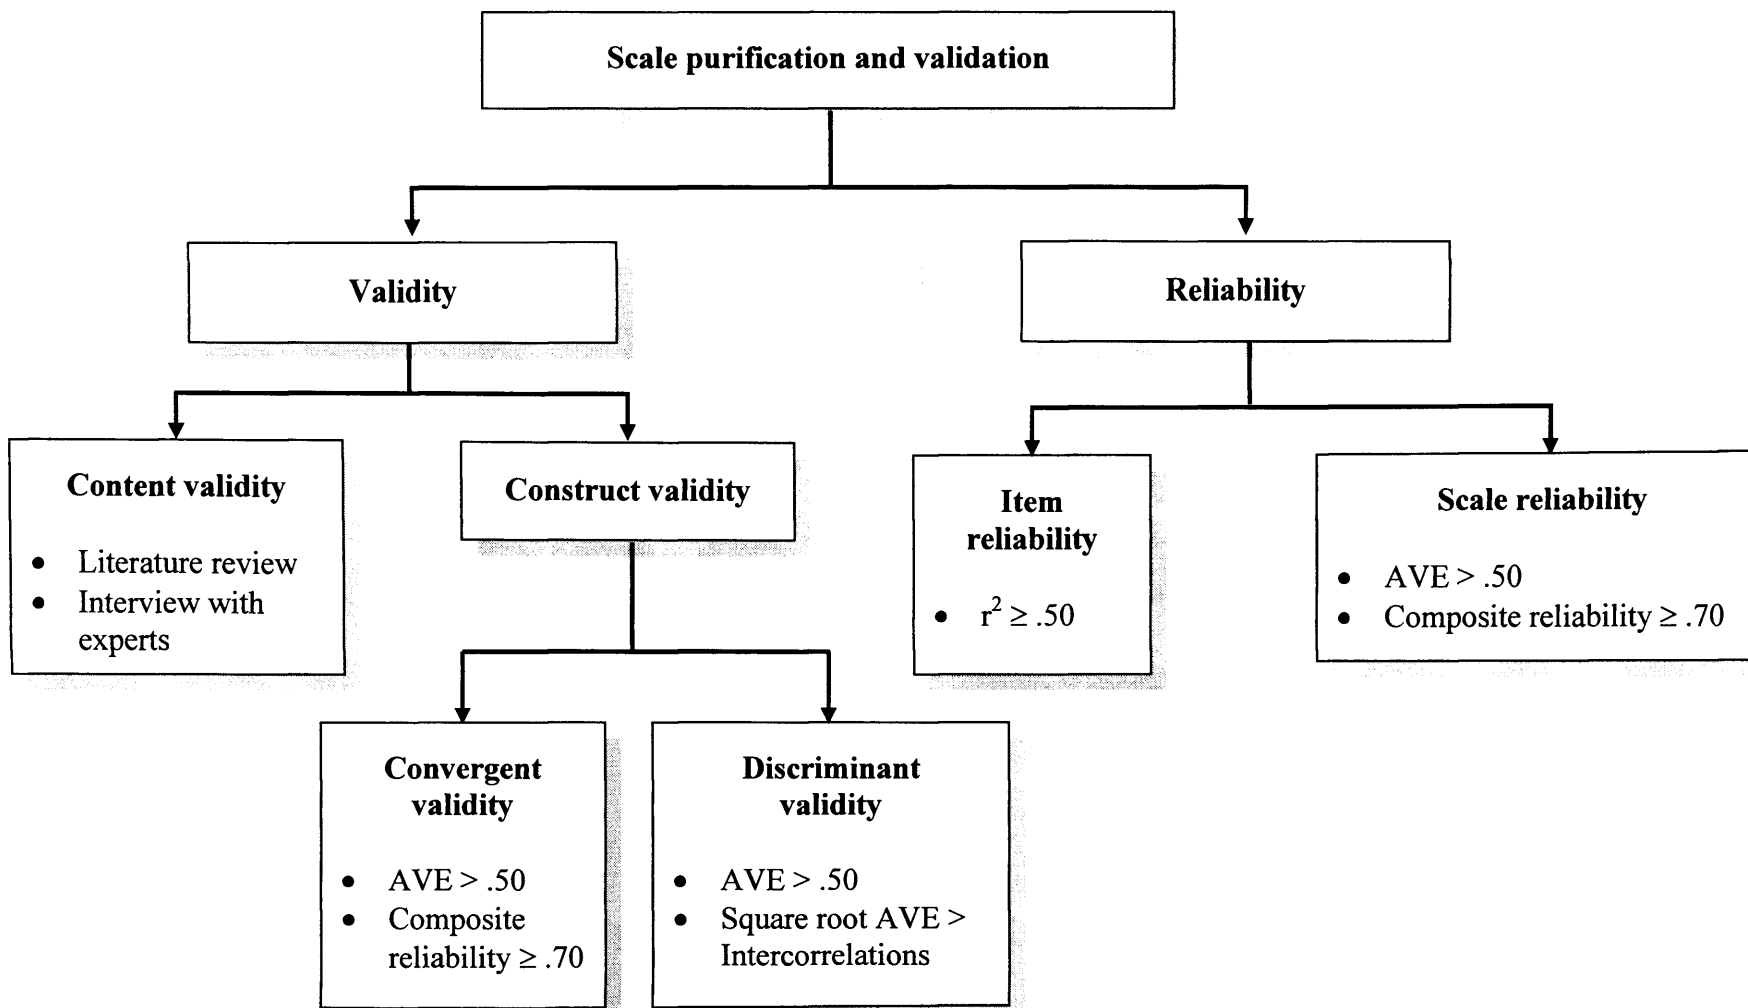 Scale purification and validation
Validity
Reliability
Content validity
• Literature review
• Interview with
experts
Construct validity
Item
reliability
• r² ≥ .50
Scale reliability
• AVE > .50
• Composite reliability ≥ .70
Convergent
validity
• AVE > .50
• Composite
reliability ≥ .70
Discriminant
validity
• AVE > .50
• Square root AVE >
Intercorrelations